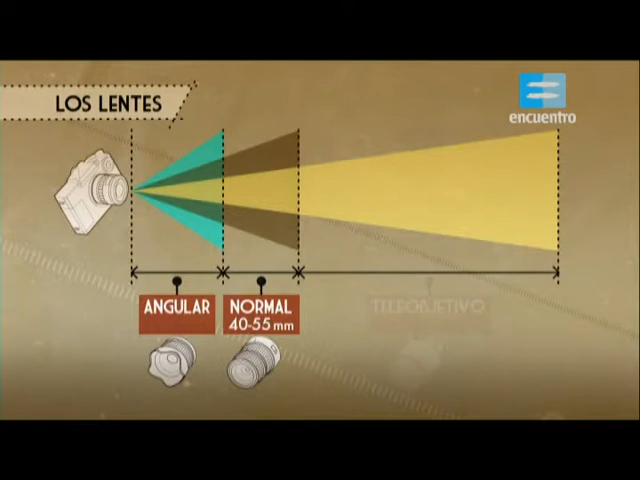 LOS LENTES
encuentro
ANGULAR
NORMAL
40-55 mm
TELEOBJETIVO